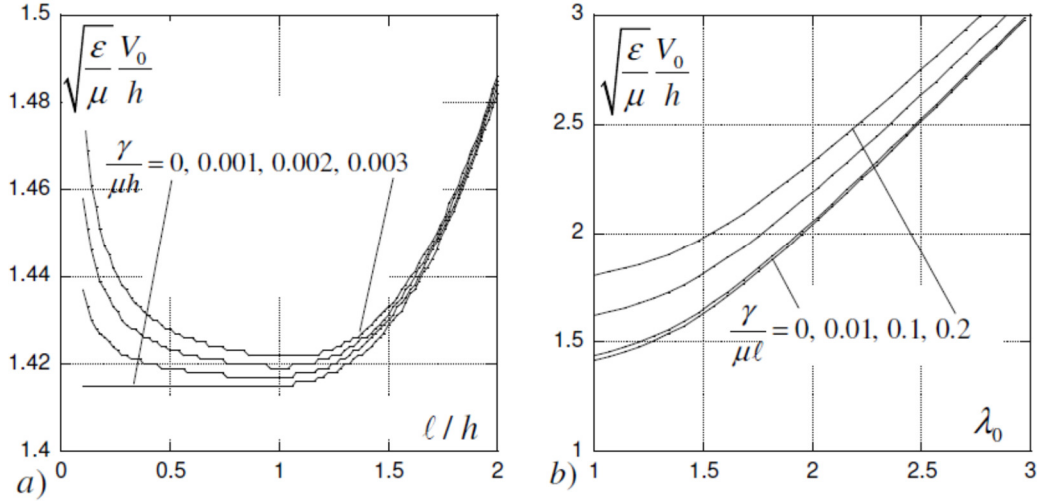 1.5
1.48
1.46
1.44
1.42
1.4
√(ε/μ) V₀/h
γ/μh = 0, 0.001, 0.002, 0.003
ℓ / h
a)
0 0.5 1 1.5 2
3
2.5
2
1.5
1
√(ε/μ) V₀/h
γ/μℓ = 0, 0.01, 0.1, 0.2
λ₀
b)
1 1.5 2 2.5 3